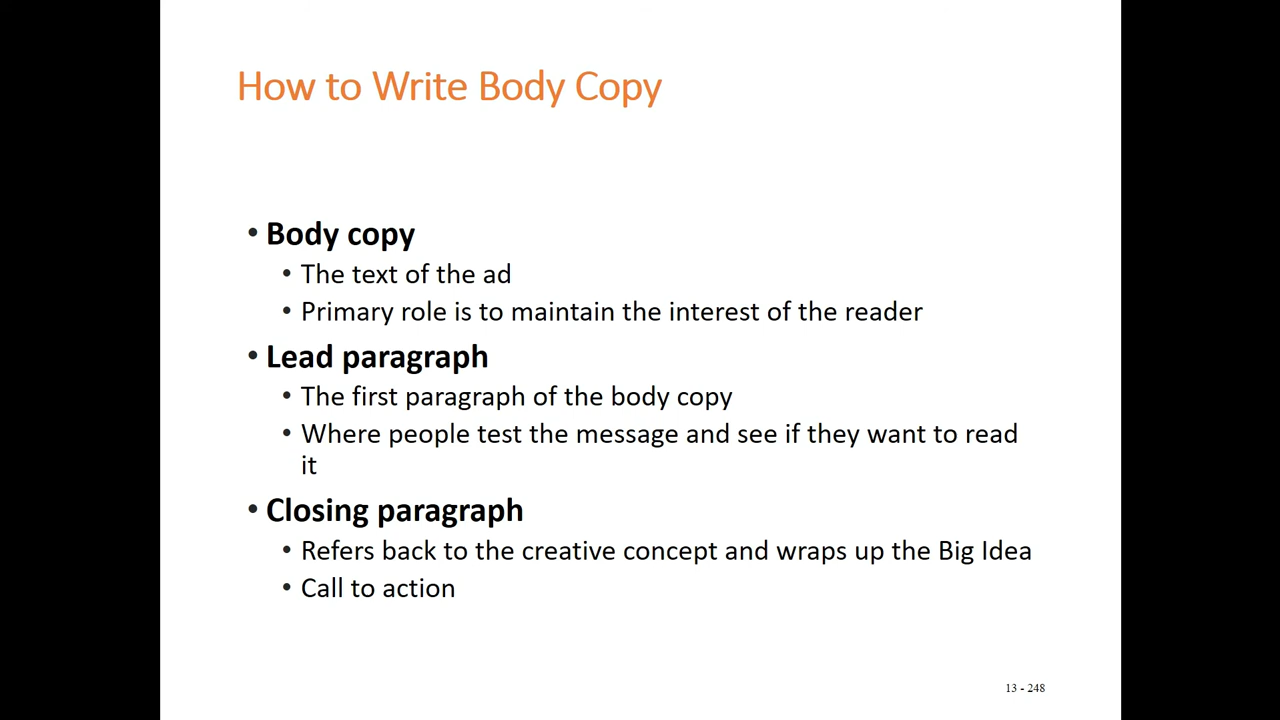 How to Write Body Copy
• Body copy
• The text of the ad
• Primary role is to maintain the interest of the reader
• Lead paragraph
• The first paragraph of the body copy
• Where people test the message and see if they want to read
it
• Closing paragraph
• Refers back to the creative concept and wraps up the Big Idea
• Call to action
13 - 248